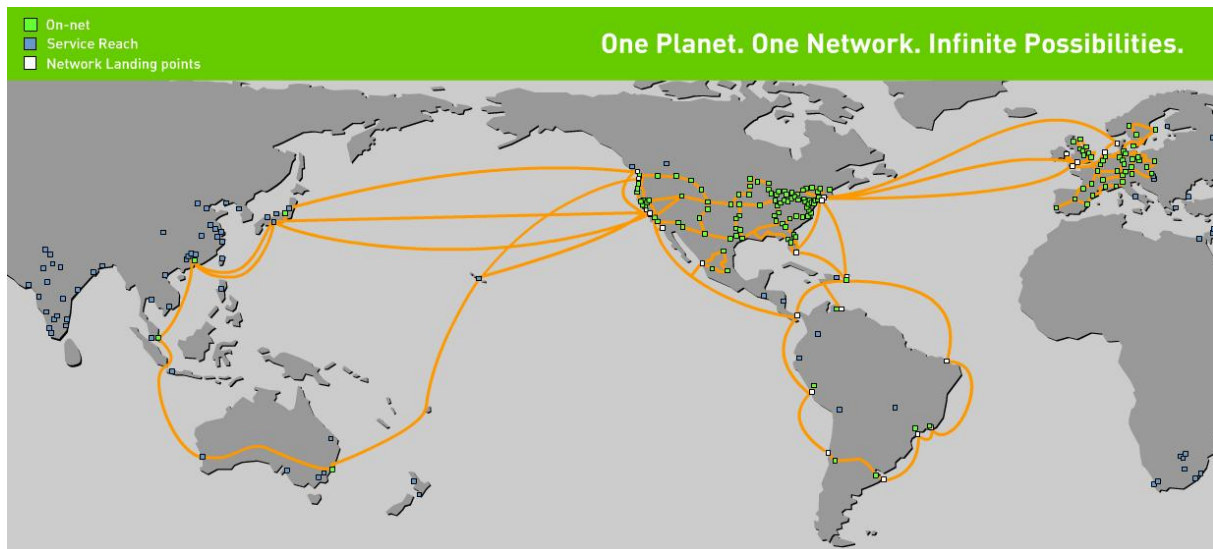 On-net
Service Reach
Network Landing points
One Planet. One Network. Infinite Possibilities.